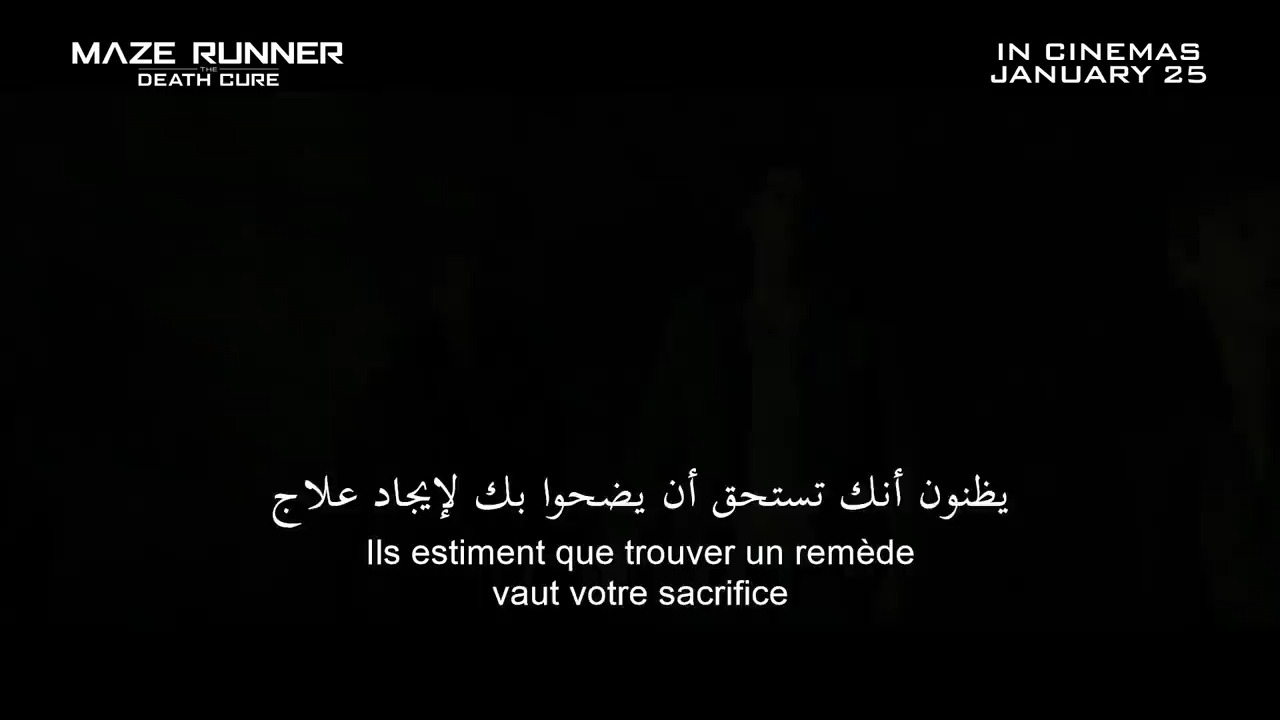 MAZE RUNNER
THE
DEATH CURE
IN CINEMAS
JANUARY 25
يظنون أنك تستحق أن يضحوا بك لإيجاد علاج
Ils estiment que trouver un remède
vaut votre sacrifice